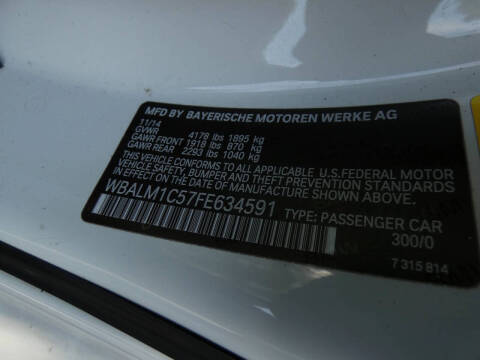 MFD BY BAYERISCHE MOTOREN WERKE AG
11/14
GVWR 4178 lbs 1895 kg
GAWR FRONT 1918 lbs 870 kg
GAWR REAR 2293 lbs 1040 kg
THIS VEHICLE CONFORMS TO ALL APPLICABLE U.S.FEDERAL MOTOR
VEHICLE SAFETY, BUMPER, AND THEFT PREVENTION STANDARDS
IN EFFECT ON THE DATE OF MANUFACTURE SHOWN ABOVE.
WBALM1C57FE634591 TYPE: PASSENGER CAR
300/0
7 315 814